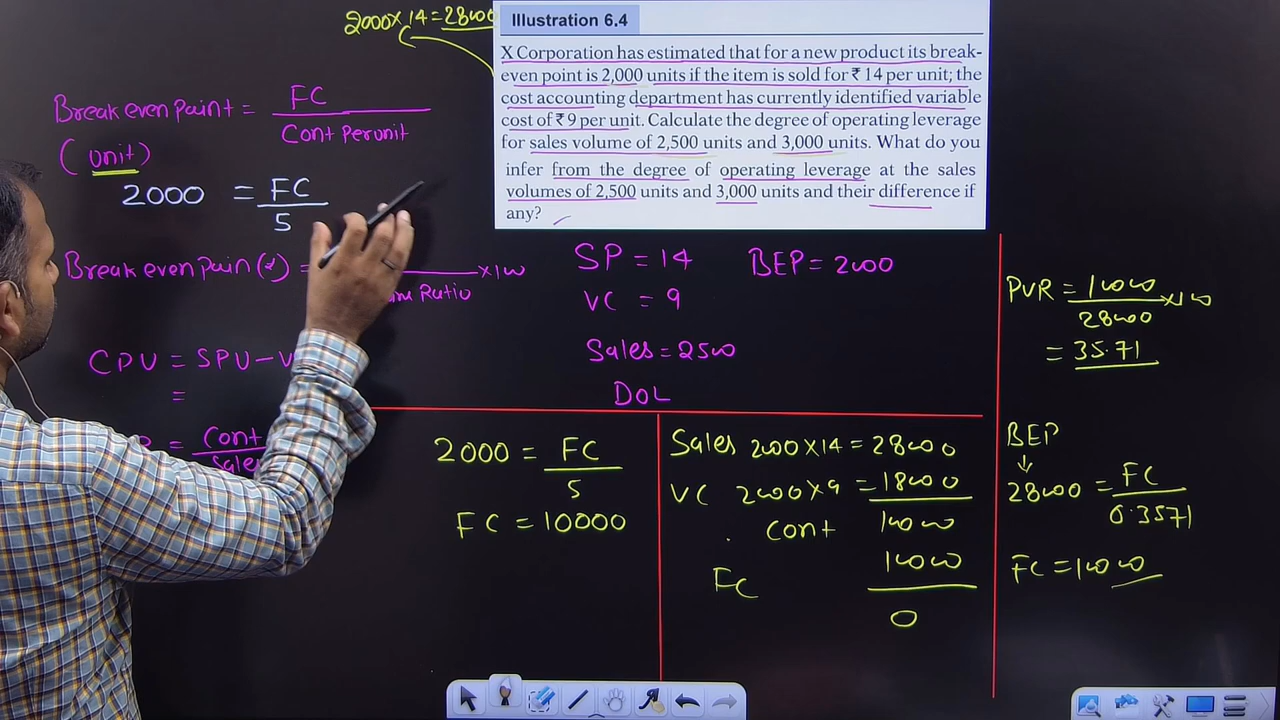 2000×14=28000
Illustration 6.4
X Corporation has estimated that for a new product its break-
even point is 2,000 units if the item is sold for ₹ 14 per unit; the
cost accounting department has currently identified variable
cost of ₹ 9 per unit. Calculate the degree of operating leverage
for sales volume of 2,500 units and 3,000 units. What do you
infer from the degree of operating leverage at the sales
volumes of 2,500 units and 3,000 units and their difference if
any?
Break even point = FC
Cont Per unit
(unit)
2000 = FC
5
Break even Point (₹) =
×100
Ratio
CPU = SPU - V
=
= Cont
Sales
SP = 14
BEP = 2000
VC = 9
Sales = 2500
DOL
2000 = FC
5
FC = 10000
Sales 200×14 = 28000
VC 2000×9 = 18000
Cont 10000
FC 10000
0
PVR = 10000 ×100
28000
= 35.71
BEP
↓
28000 = FC
0.3571
FC = 10000